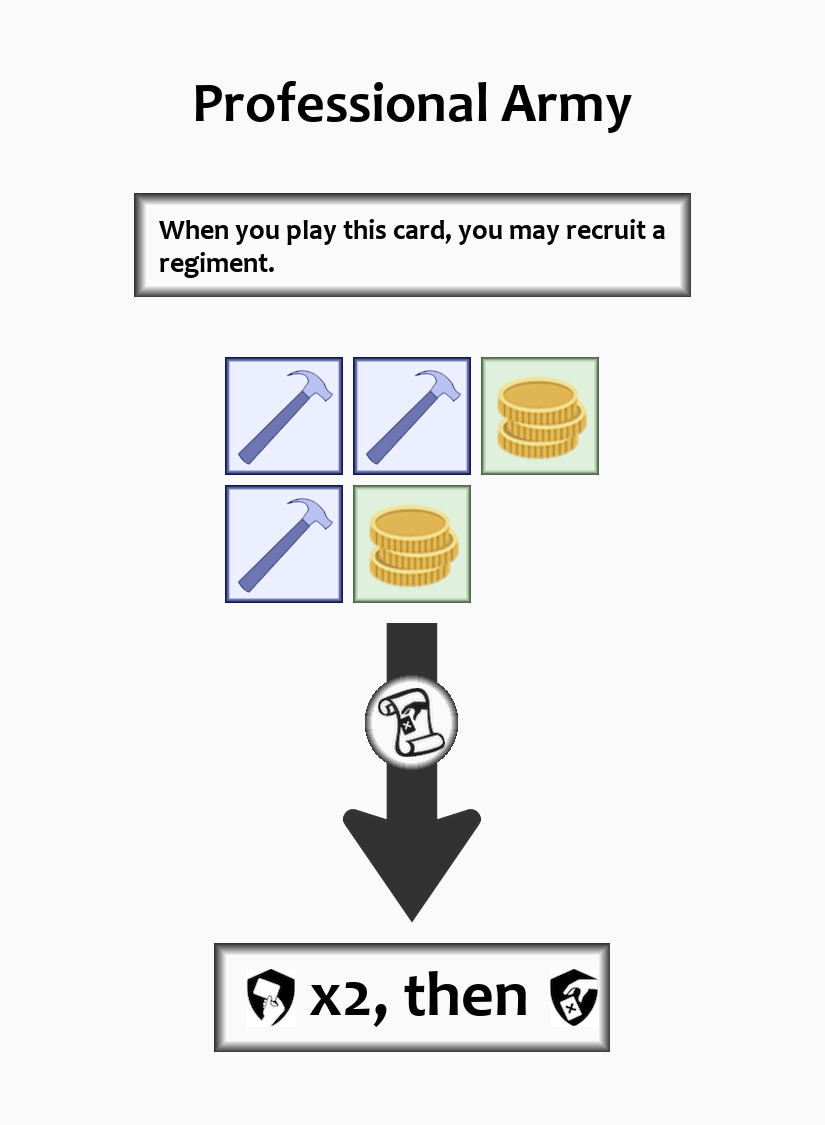 Professional Army
When you play this card, you may recruit a
regiment.
x2, then